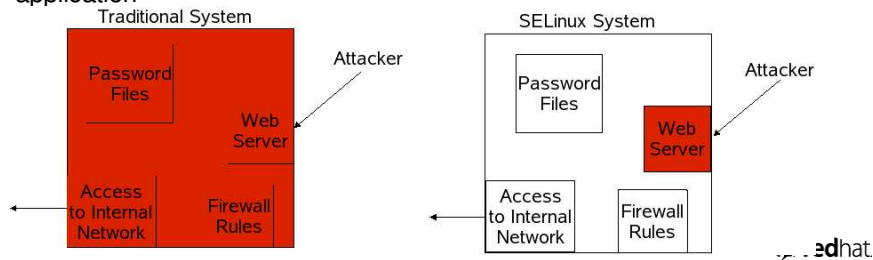 application
Traditional System
Password
Files
Web
Server
Access
to Internal
Network
Firewall
Rules
Attacker
SELinux System
Password
Files
Web
Server
Access
to Internal
Network
Firewall
Rules
Attacker
edhat.